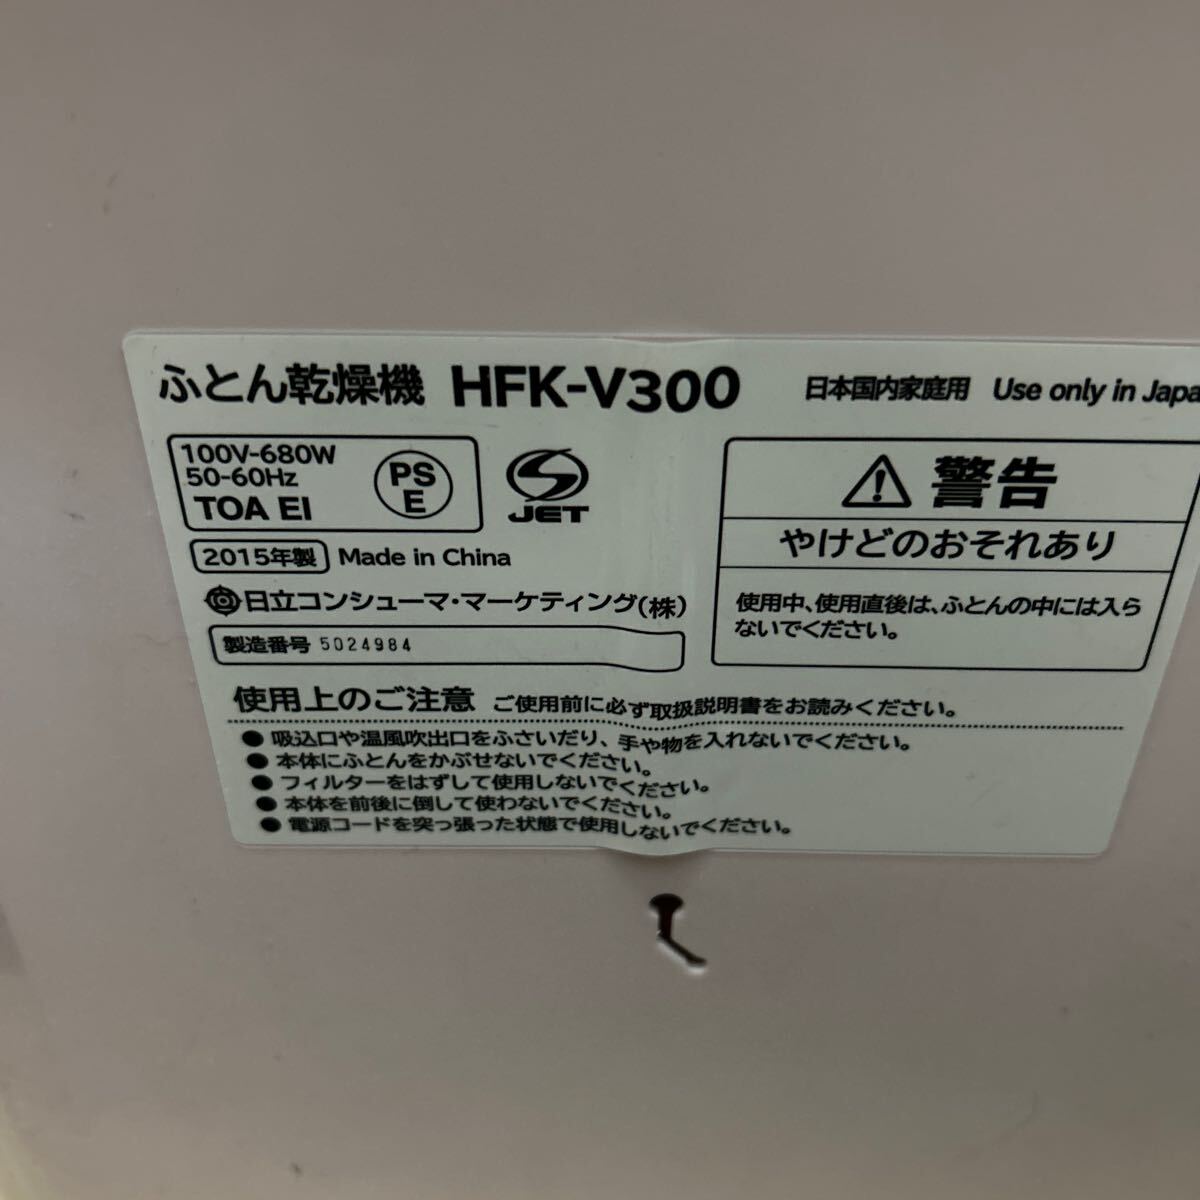 ふとん乾燥機 HFK-V300 日本国内家庭用 Use only in Japa
100V-680W
50-60Hz
TOA EI
PS
E
JET
2015年製 Made in China
日立コンシューマ・マーケティング(株)
製造番号 5024984
警告
やけどのおそれあり
使用中、使用直後は、ふとんの中には入ら
ないでください。
使用上のご注意 ご使用前に必ず取扱説明書をお読みください。
●吸込口や温風吹出口をふさいだり、手や物を入れないでください。
●本体にふとんをかぶせないでください。
●フィルターをはずして使用しないでください。
●本体を前後に倒して使わないでください。
●電源コードを突っ張った状態で使用しないでください。